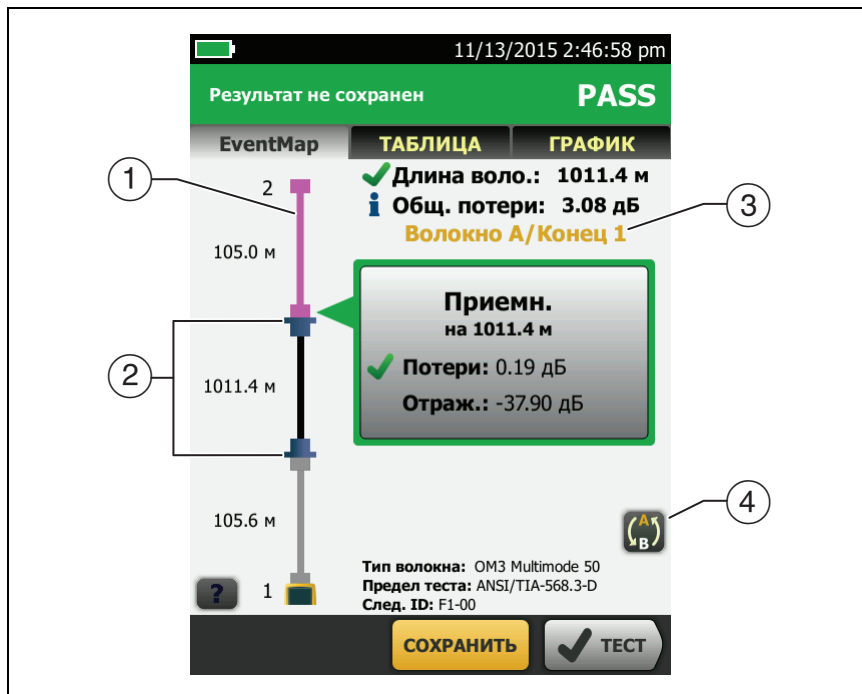 11/13/2015 2:46:58 pm
Результат не сохранен PASS
EventMap ТАБЛИЦА ГРАФИК
1
2
Длина воло.: 1011.4 м
i Общ. потери: 3.08 дБ
3
Волокно A/Конец 1
105.0 м
Приемн.
на 1011.4 м
2
1011.4 м
Потери: 0.19 дБ
Отраж.: -37.90 дБ
105.6 м
A
B
4
Тип волокна: OM3 Multimode 50
Предел теста: ANSI/TIA-568.3-D
След. ID: F1-00
? 1
СОХРАНИТЬ ТЕСТ